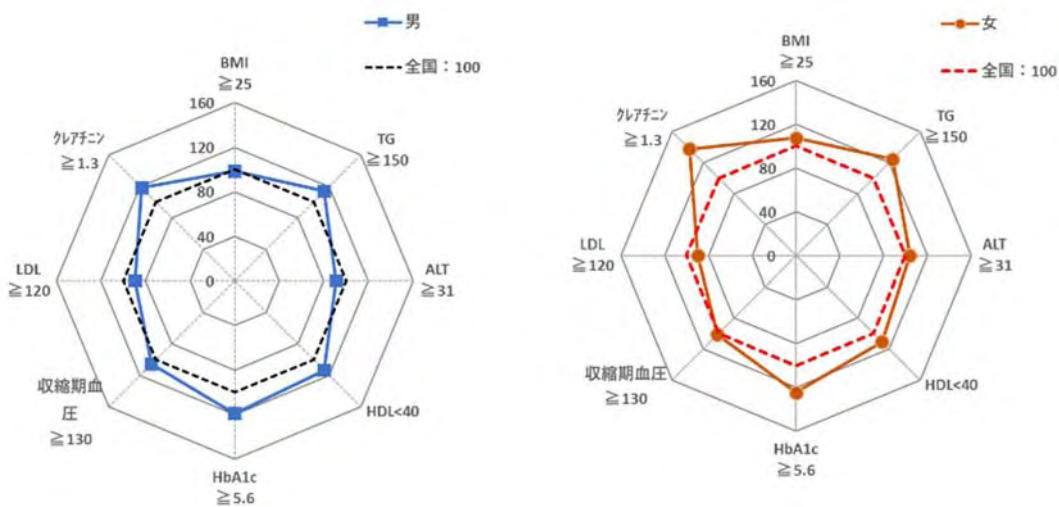 男
全国：100
BMI
≧25
160
120
80
40
0
TG
≧150
ALT
≧31
HDL<40
HbA1c
≧5.6
収縮期血
圧
≧130
LDL
≧120
ｸﾚｱﾁﾆﾝ
≧1.3
女
全国：100
BMI
≧25
160
120
80
40
0
TG
≧150
ALT
≧31
HDL<40
HbA1c
≧5.6
収縮期血圧
≧130
LDL
≧120
ｸﾚｱﾁﾆﾝ
≧1.3